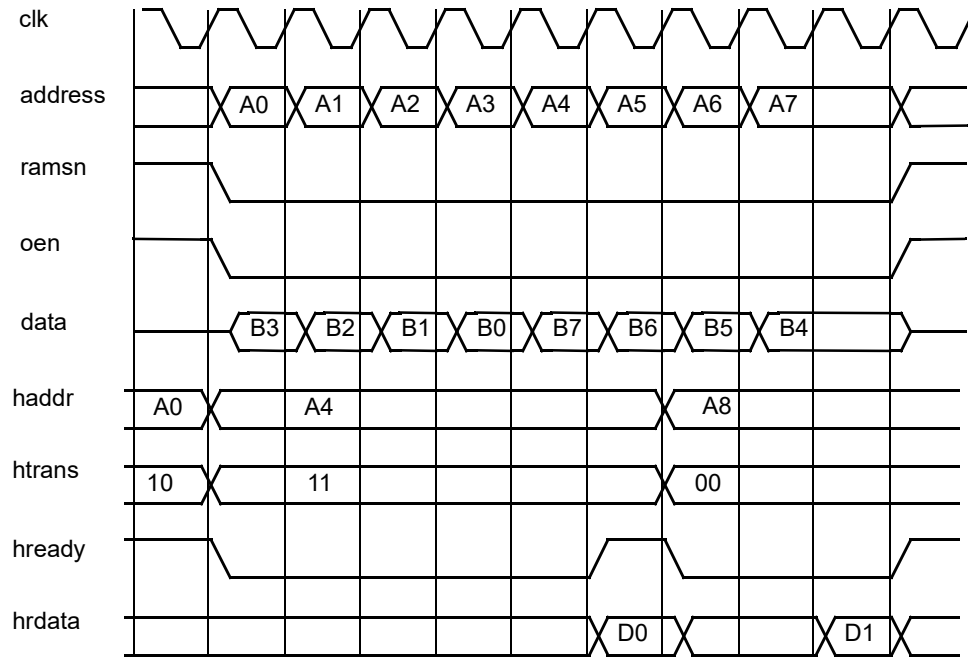 clk
address A0 A1 A2 A3 A4 A5 A6 A7
ramsn
oen
data B3 B2 B1 B0 B7 B6 B5 B4
haddr A0 A4 A8
htrans 10 11 00
hready
hrdata D0 D1